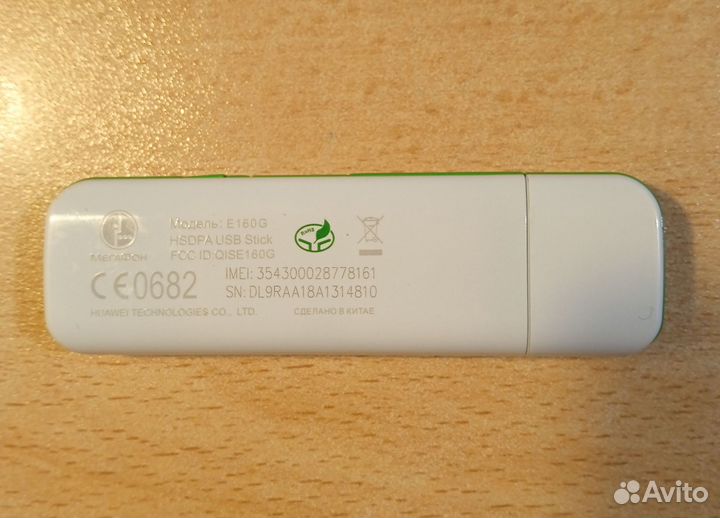 МегаФон
Модель: E160G
HSDPA USB Stick
FCC ID: QISE160G
RoHS
IMEI: 354300028778161
SN: DL9RAA18A1314810
CE0682
HUAWEI TECHNOLOGIES CO., LTD.
СДЕЛАНО В КИТАЕ
Avito